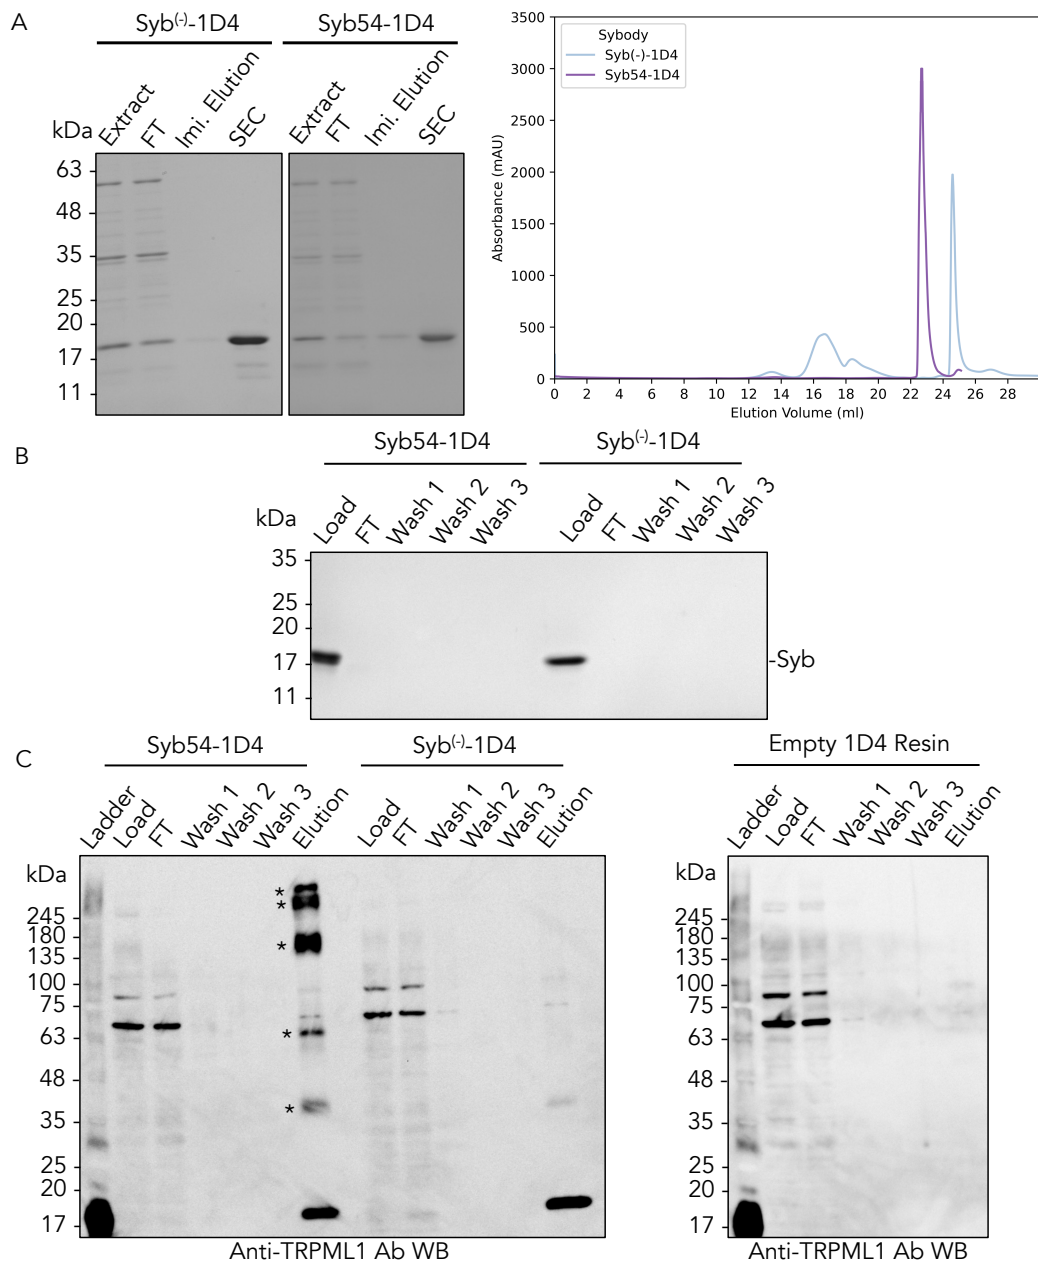 A
Syb(-)-1D4
Syb54-1D4
Extract
FT
Imi. Elution
SEC
Extract
FT
Imi. Elution
SEC
kDa
63
48
35
25
20
17
11
3500
3000
2500
2000
1500
1000
500
0
Absorbance (mAU)
Sybody
Syb(-)-1D4
Syb54-1D4
0 2 4 6 8 10 12 14 16 18 20 22 24 26 28
Elution Volume (ml)
B
Syb54-1D4
Syb(-)-1D4
kDa
Load
FT
Wash 1
Wash 2
Wash 3
Load
FT
Wash 1
Wash 2
Wash 3
35
25
20
17
11
-Syb
C
Syb54-1D4
Syb(-)-1D4
Empty 1D4 Resin
Ladder
Load
FT
Wash 1
Wash 2
Wash 3
Elution
Load
FT
Wash 1
Wash 2
Wash 3
Elution
Ladder
Load
FT
Wash 1
Wash 2
Wash 3
Elution
kDa
245
180
135
100
75
63
48
35
25
20
17
*
*
*
*
*
Anti-TRPML1 Ab WB
kDa
245
180
135
100
75
63
48
35
25
20
17
Anti-TRPML1 Ab WB